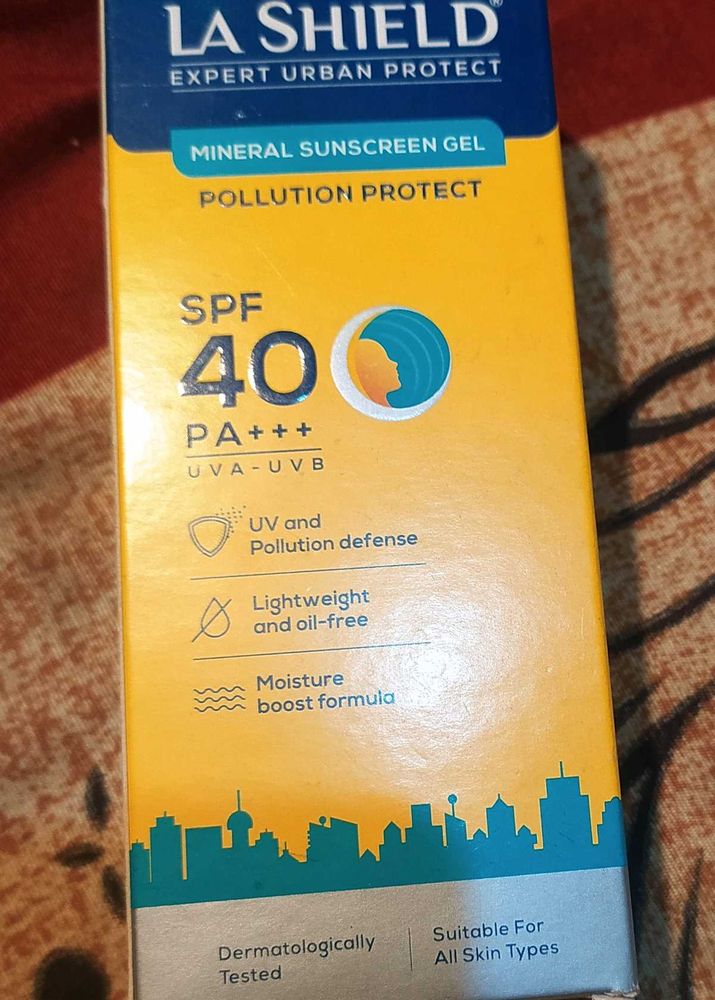 LA SHIELD®
EXPERT URBAN PROTECT
MINERAL SUNSCREEN GEL
POLLUTION PROTECT
SPF
40
PA+++
UVA-UVB
UV and
Pollution defense
Lightweight
and oil-free
Moisture
boost formula
Dermatologically
Tested
Suitable For
All Skin Types